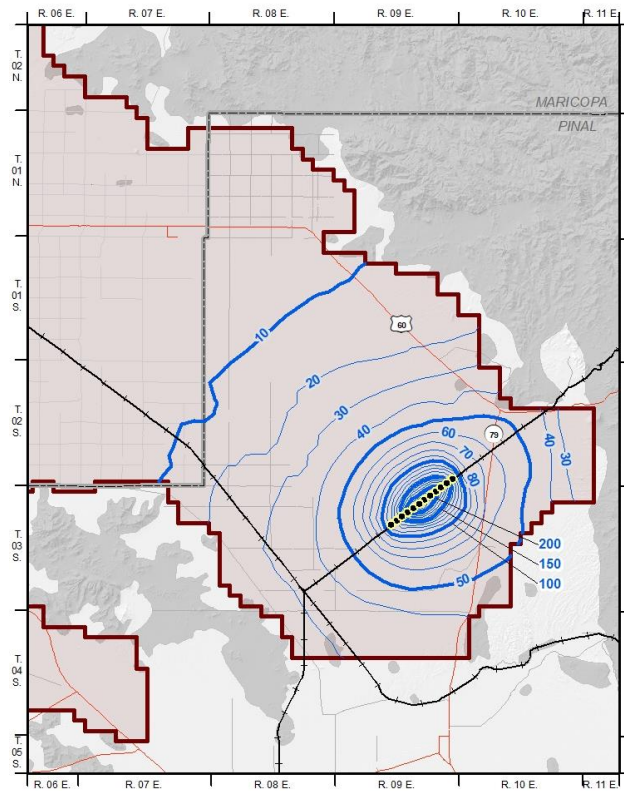 R. 06 E. R. 07 E. R. 08 E. R. 09 E. R. 10 E. R. 11 E.
T.
02
N.
MARICOPA
PINAL
T.
01
N.
T.
01
S.
10
60
20
30
40
T.
02
S.
79
60
70
80
40
30
T.
03
S.
200
150
100
50
T.
04
S.
T.
05
S.
R. 06 E. R. 07 E. R. 08 E. R. 09 E. R. 10 E. R. 11 E.